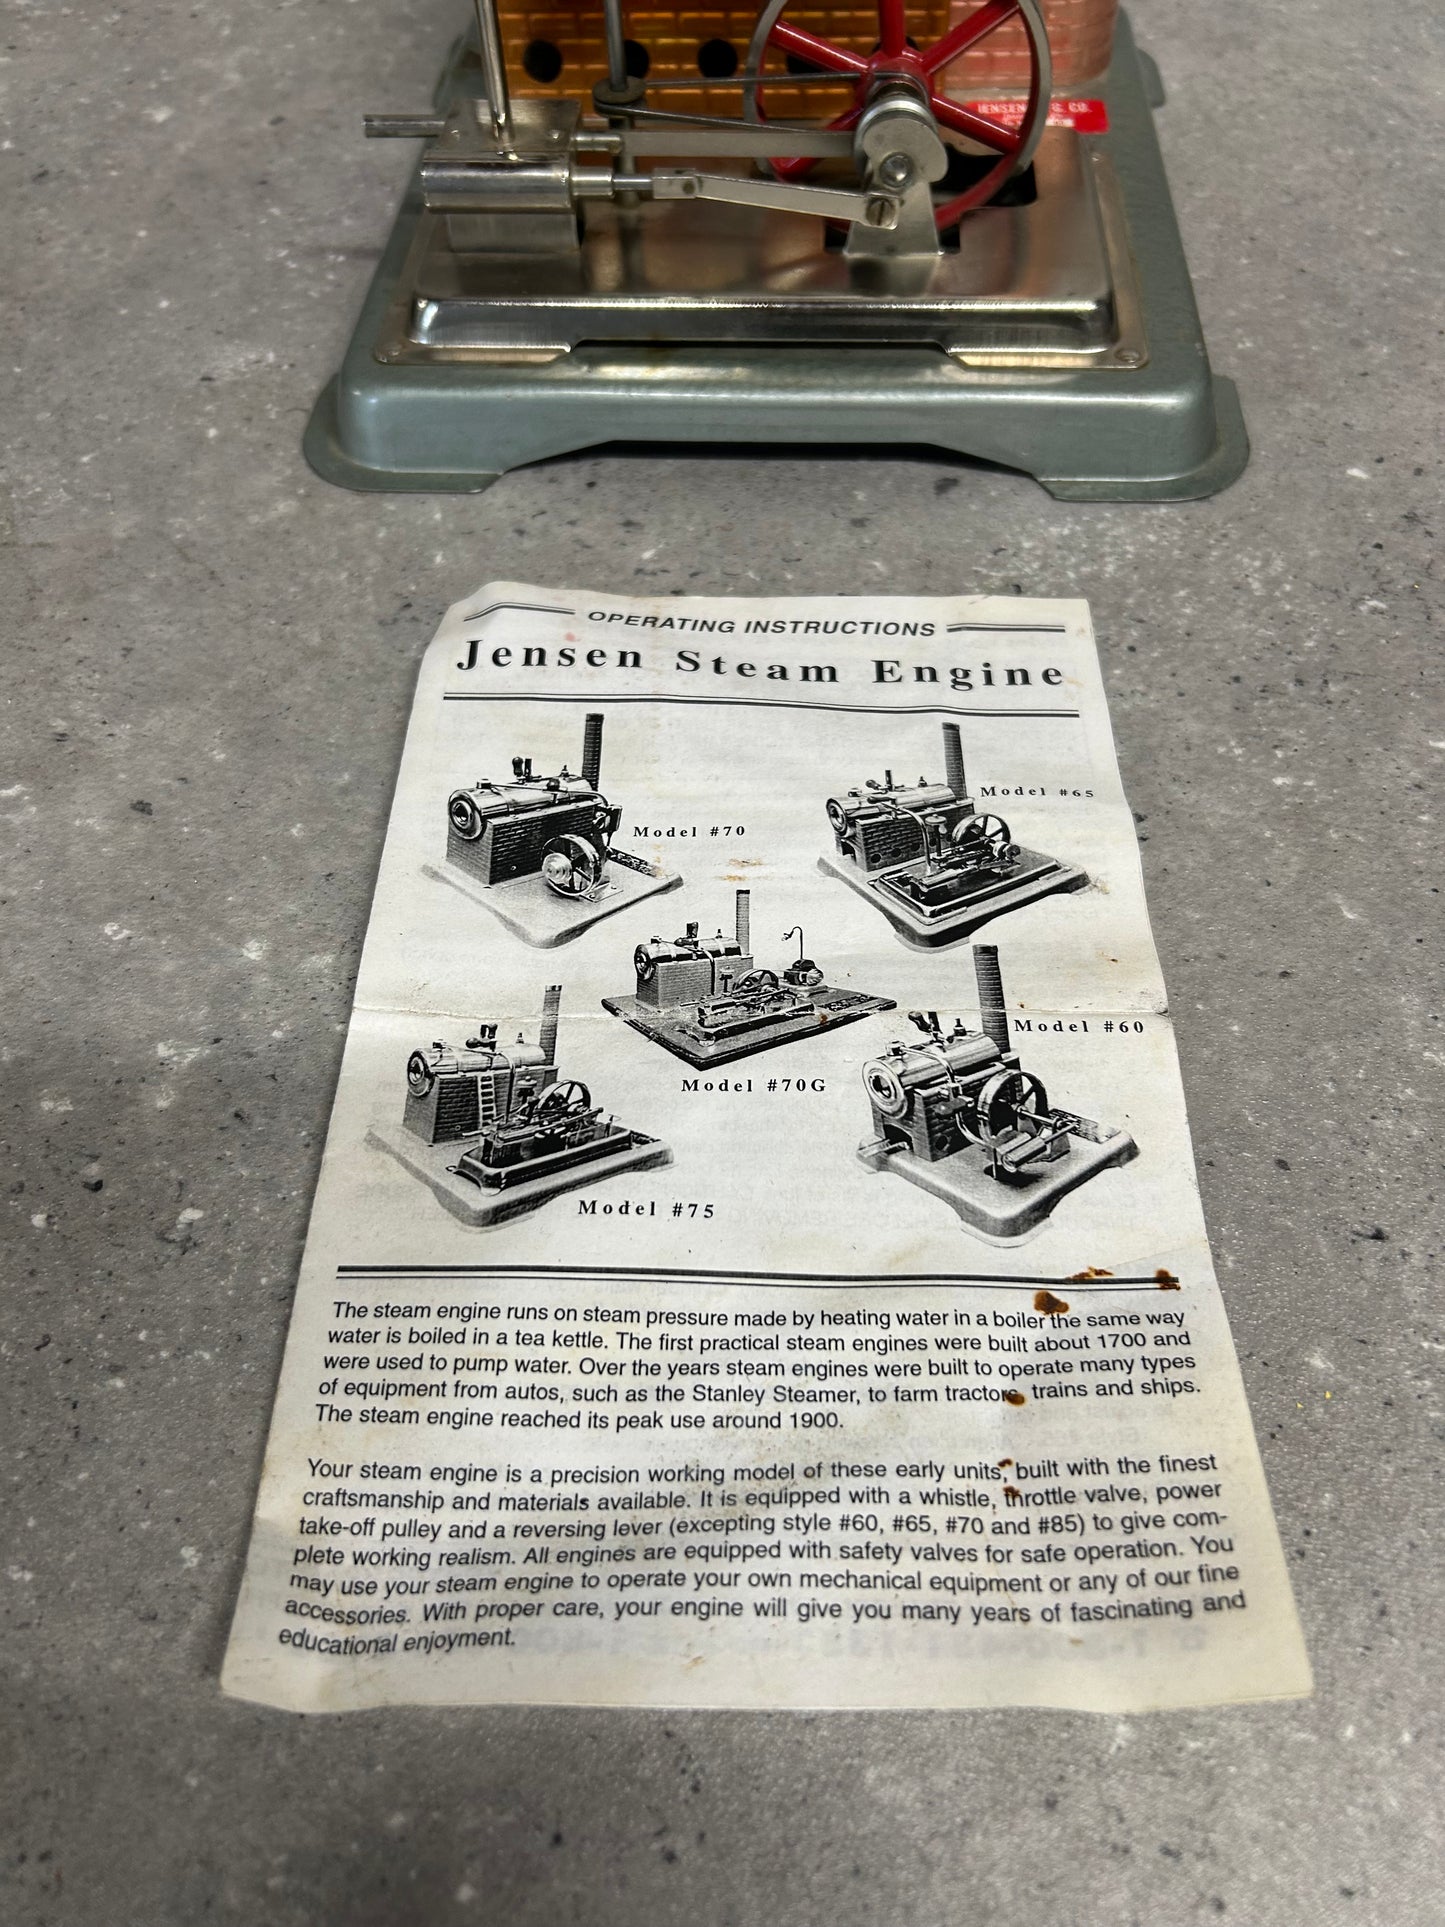 JENSEN
CO.
OPERATING INSTRUCTIONS
Jensen Steam Engine
Model #70
Model #65
Model #70G
Model #60
Model #75
The steam engine runs on steam pressure made by heating water in a boiler the same way
water is boiled in a tea kettle. The first practical steam engines were built about 1700 and
were used to pump water. Over the years steam engines were built to operate many types
of equipment from autos, such as the Stanley Steamer, to farm tractors, trains and ships.
The steam engine reached its peak use around 1900.
Your steam engine is a precision working model of these early units, built with the finest
craftsmanship and materials available. It is equipped with a whistle, throttle valve, power
take-off pulley and a reversing lever (excepting style #60, #65, #70 and #85) to give com-
plete working realism. All engines are equipped with safety valves for safe operation. You
may use your steam engine to operate your own mechanical equipment or any of our fine
accessories. With proper care, your engine will give you many years of fascinating and
educational enjoyment.